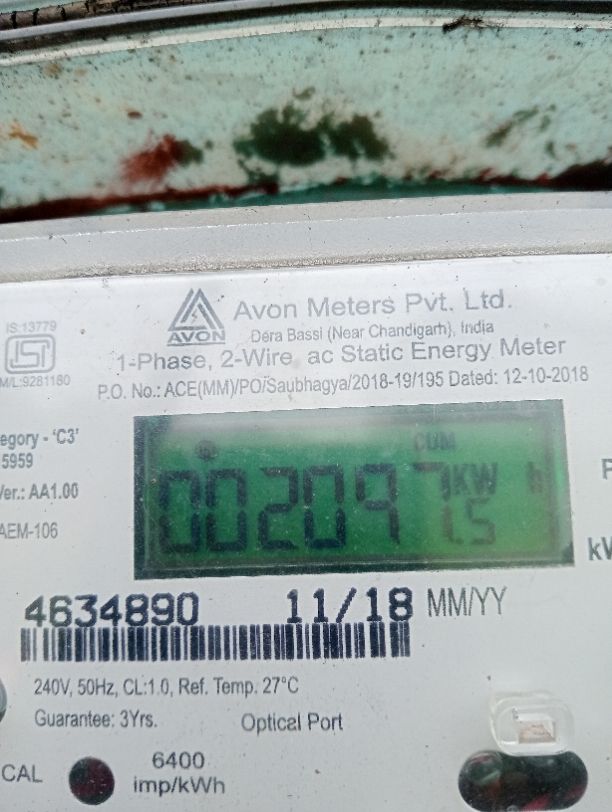 IS:13779
M/L:9281180
AVON
Avon Meters Pvt. Ltd.
Dera Bassi (Near Chandigarh), India
1-Phase, 2-Wire, ac Static Energy Meter
P.O. No.: ACE(MM)/PO/Saubhagya/2018-19/195 Dated: 12-10-2018
egory - 'C3'
5959
Ver.: AA1.00
AEM-106
CUM
002097 KW h
1.5
4634890 11/18 MM/YY
240V, 50Hz, CL:1.0, Ref. Temp. 27°C
Guarantee: 3Yrs. Optical Port
CAL 6400
imp/kWh